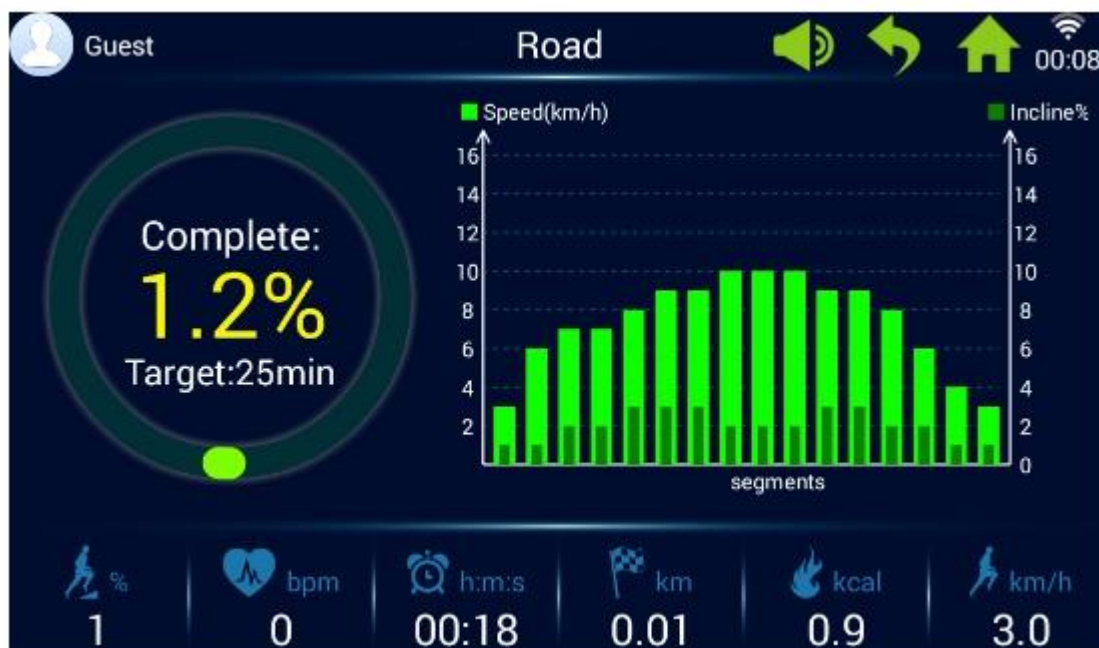 Guest
Road
00:08
Speed(km/h)
Incline%
16
14
12
10
8
6
4
2
16
14
12
10
8
6
4
2
0
segments
Complete:
1.2%
Target:25min
% bpm h:m:s km kcal km/h
1 0 00:18 0.01 0.9 3.0